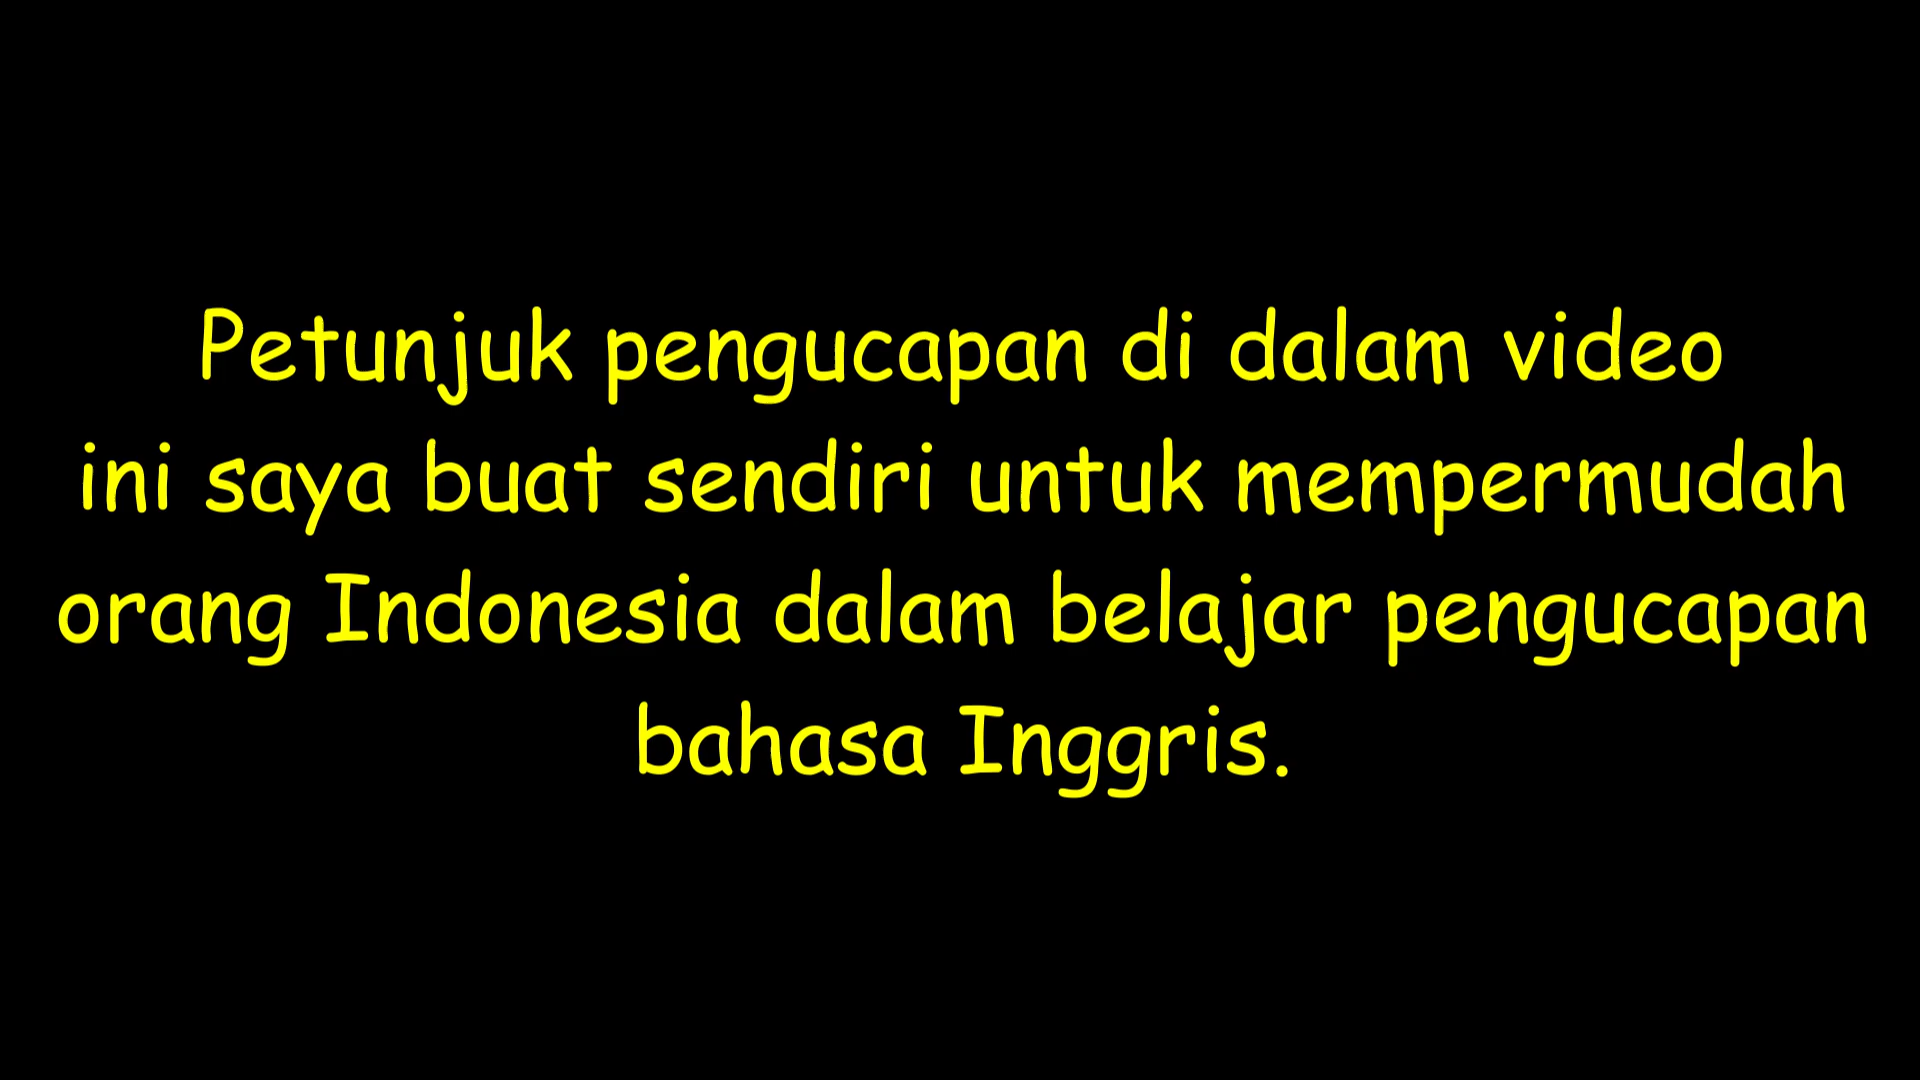 Petunjuk pengucapan di dalam video
ini saya buat sendiri untuk mempermudah
orang Indonesia dalam belajar pengucapan
bahasa Inggris.